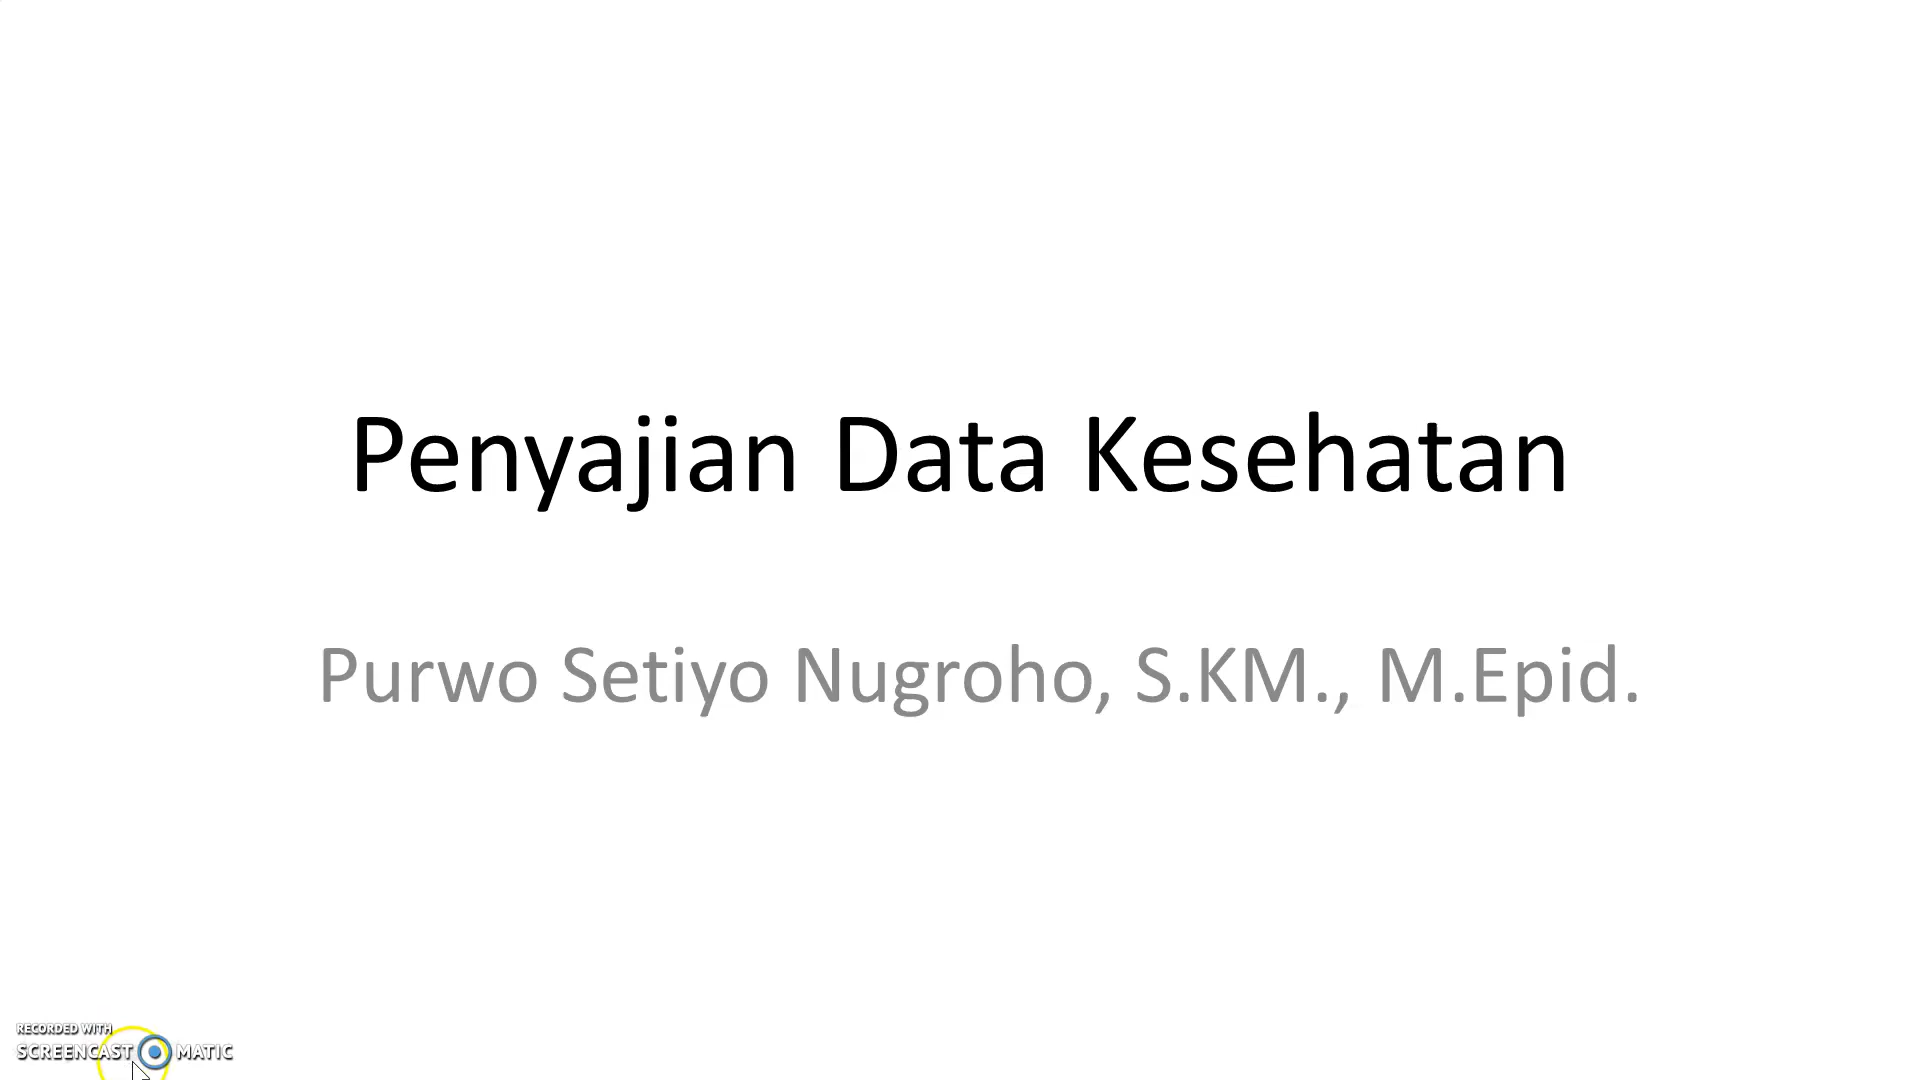 Penyajian Data Kesehatan
Purwo Setiyo Nugroho, S.KM., M.Epid.
RECORDED WITH
SCREENCAST MATIC